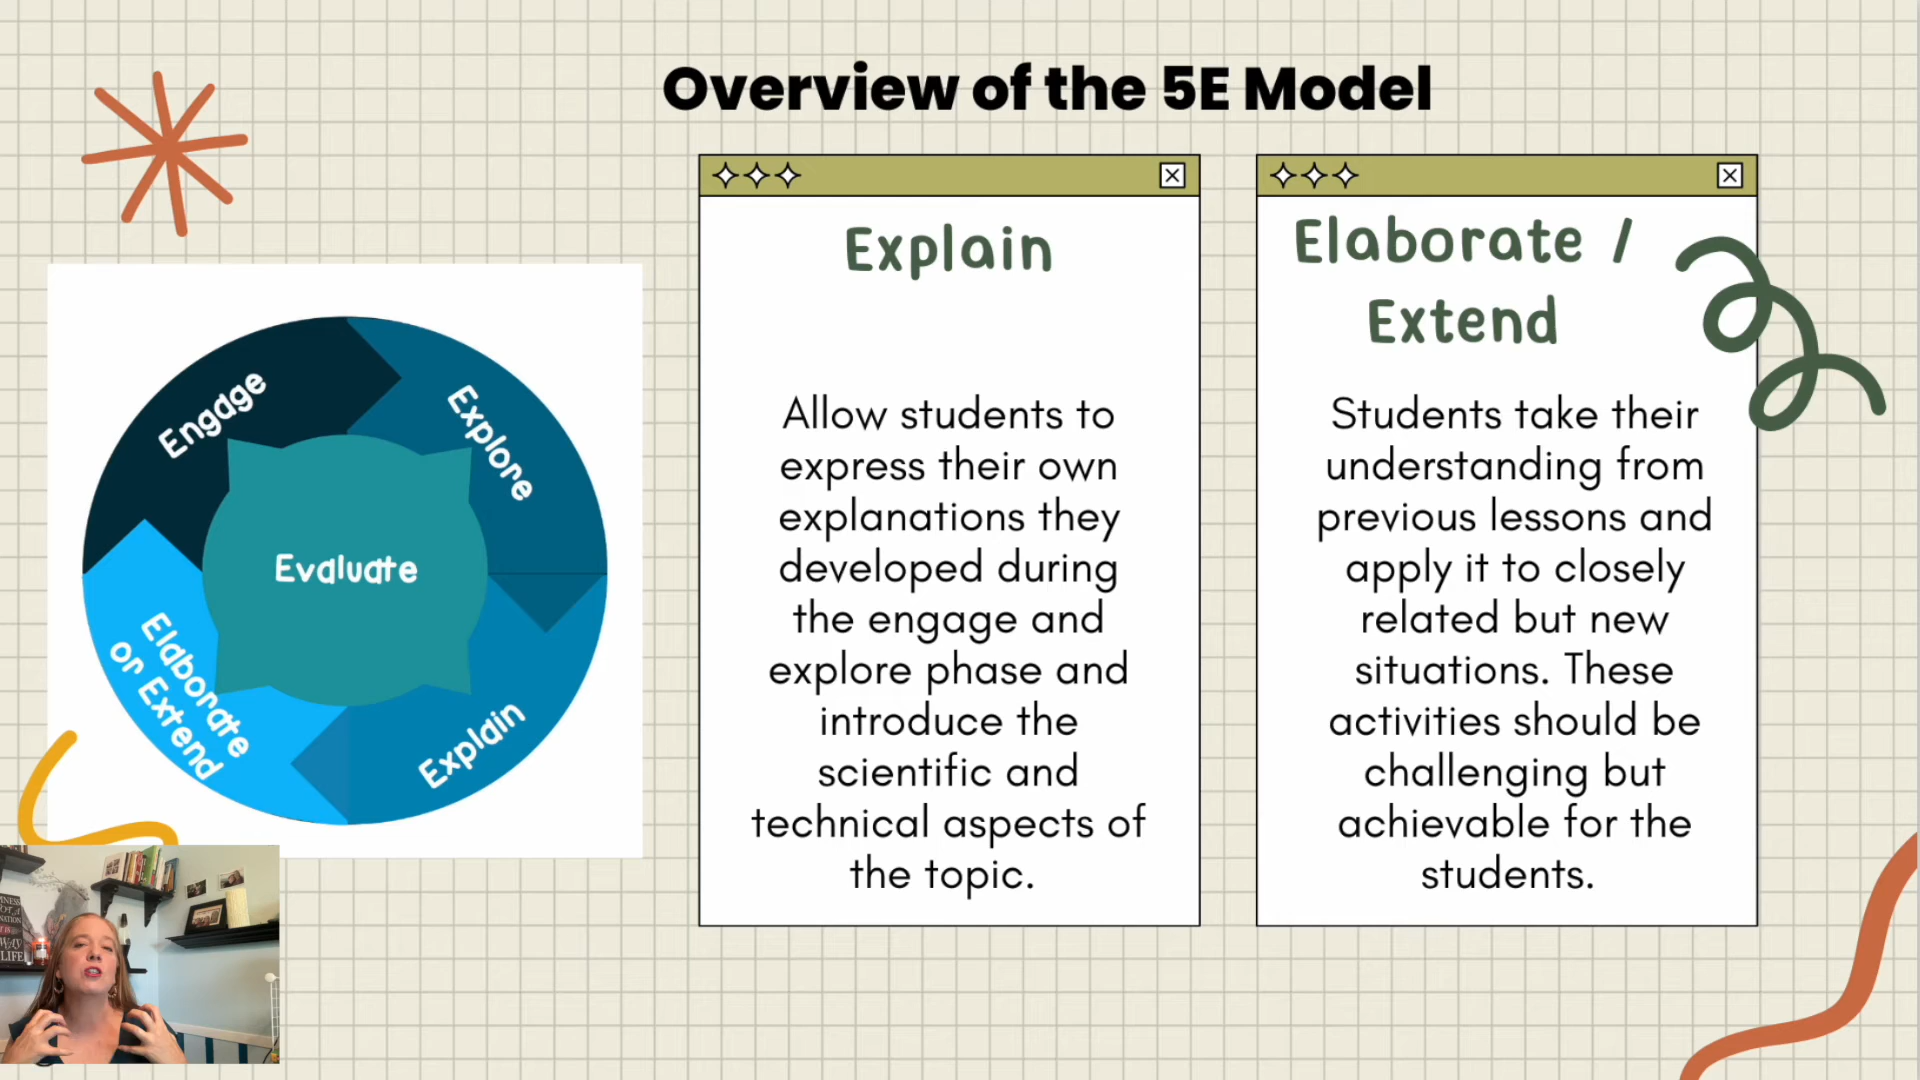 Overview of the 5E Model
Engage
Explore
Evaluate
Elaborate
or Extend
Explain
Explain
Allow students to
express their own
explanations they
developed during
the engage and
explore phase and
introduce the
scientific and
technical aspects of
the topic.
Elaborate /
Extend
Students take their
understanding from
previous lessons and
apply it to closely
related but new
situations. These
activities should be
challenging but
achievable for the
students.
WAY
LIFE